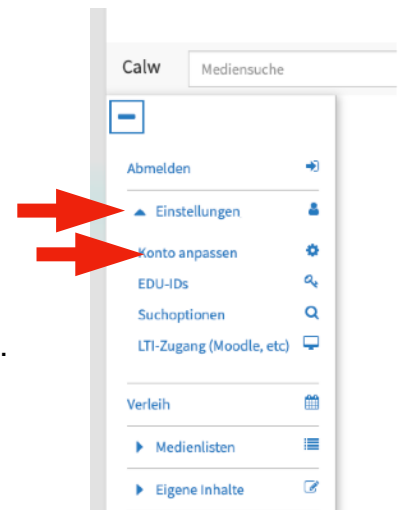 Calw Mediensuche
Abmelden
Einstellungen
Konto anpassen
EDU-IDs
Suchoptionen
LTI-Zugang (Moodle, etc)
.
Verleih
Medienlisten
Eigene Inhalte